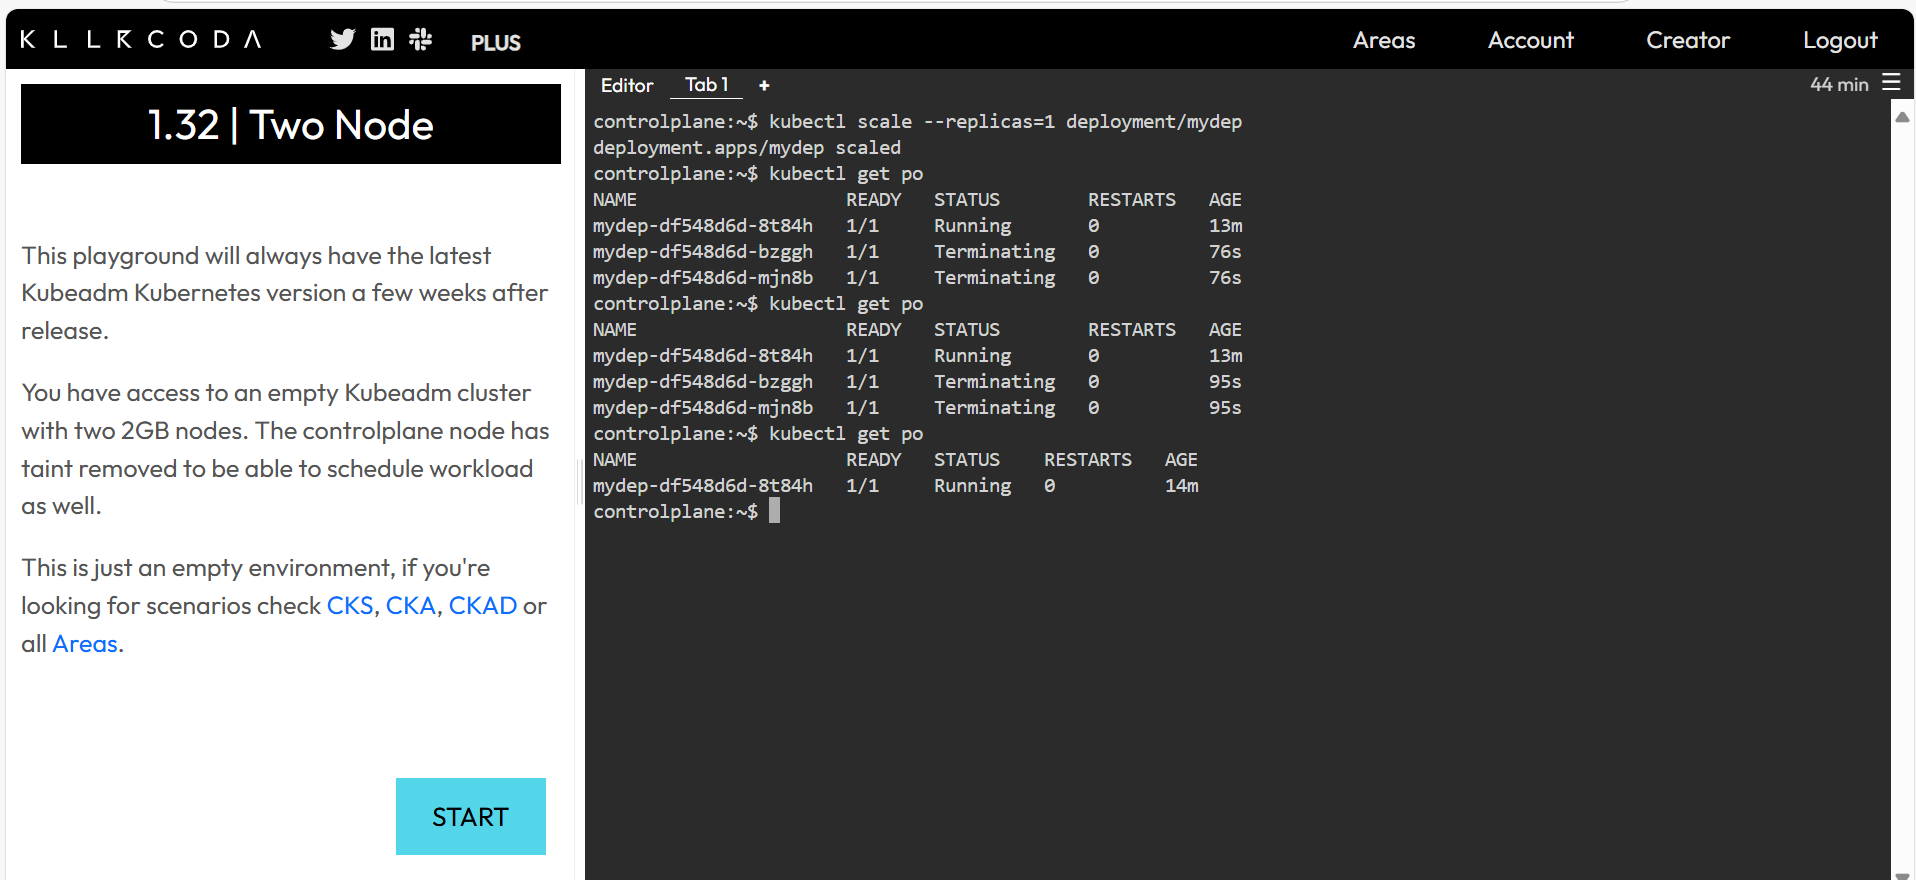 KLLRCODA PLUS Areas Account Creator Logout
1.32 | Two Node
This playground will always have the latest
Kubeadm Kubernetes version a few weeks after
release.
You have access to an empty Kubeadm cluster
with two 2GB nodes. The controlplane node has
taint removed to be able to schedule workload
as well.
This is just an empty environment, if you're
looking for scenarios check CKS, CKA, CKAD or
all Areas.
START
Editor Tab 1 + 44 min
controlplane:~$ kubectl scale --replicas=1 deployment/mydep
deployment.apps/mydep scaled
controlplane:~$ kubectl get po
NAME READY STATUS RESTARTS AGE
mydep-df548d6d-8t84h 1/1 Running 0 13m
mydep-df548d6d-bzggh 1/1 Terminating 0 76s
mydep-df548d6d-mjn8b 1/1 Terminating 0 76s
controlplane:~$ kubectl get po
NAME READY STATUS RESTARTS AGE
mydep-df548d6d-8t84h 1/1 Running 0 13m
mydep-df548d6d-bzggh 1/1 Terminating 0 95s
mydep-df548d6d-mjn8b 1/1 Terminating 0 95s
controlplane:~$ kubectl get po
NAME READY STATUS RESTARTS AGE
mydep-df548d6d-8t84h 1/1 Running 0 14m
controlplane:~$